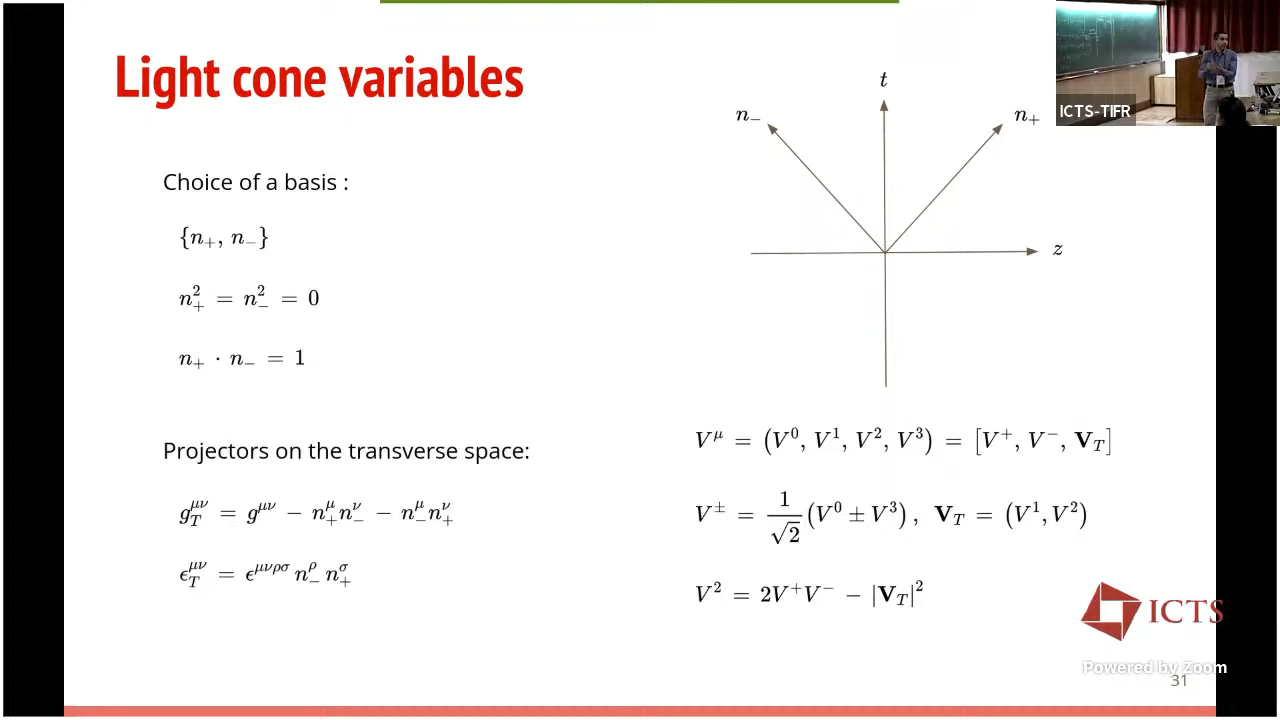 Light cone variables
ICTS-TIFR
t
n₋
n₊
z
Choice of a basis :
{n₊, n₋}
n₊² = n₋² = 0
n₊ · n₋ = 1
Projectors on the transverse space:
g_T^{μν} = g^{μν} − n₊^μ n₋^ν − n₋^μ n₊^ν
ϵ_T^{μν} = ϵ^{μνρσ} n₋^ρ n₊^σ
V^μ = (V⁰, V¹, V², V³) = [V⁺, V⁻, 𝐕_T]
V^± = 1/√2 (V⁰ ± V³), 𝐕_T = (V¹, V²)
V² = 2V⁺V⁻ − |𝐕_T|²
ICTS
Powered by Zoom
31